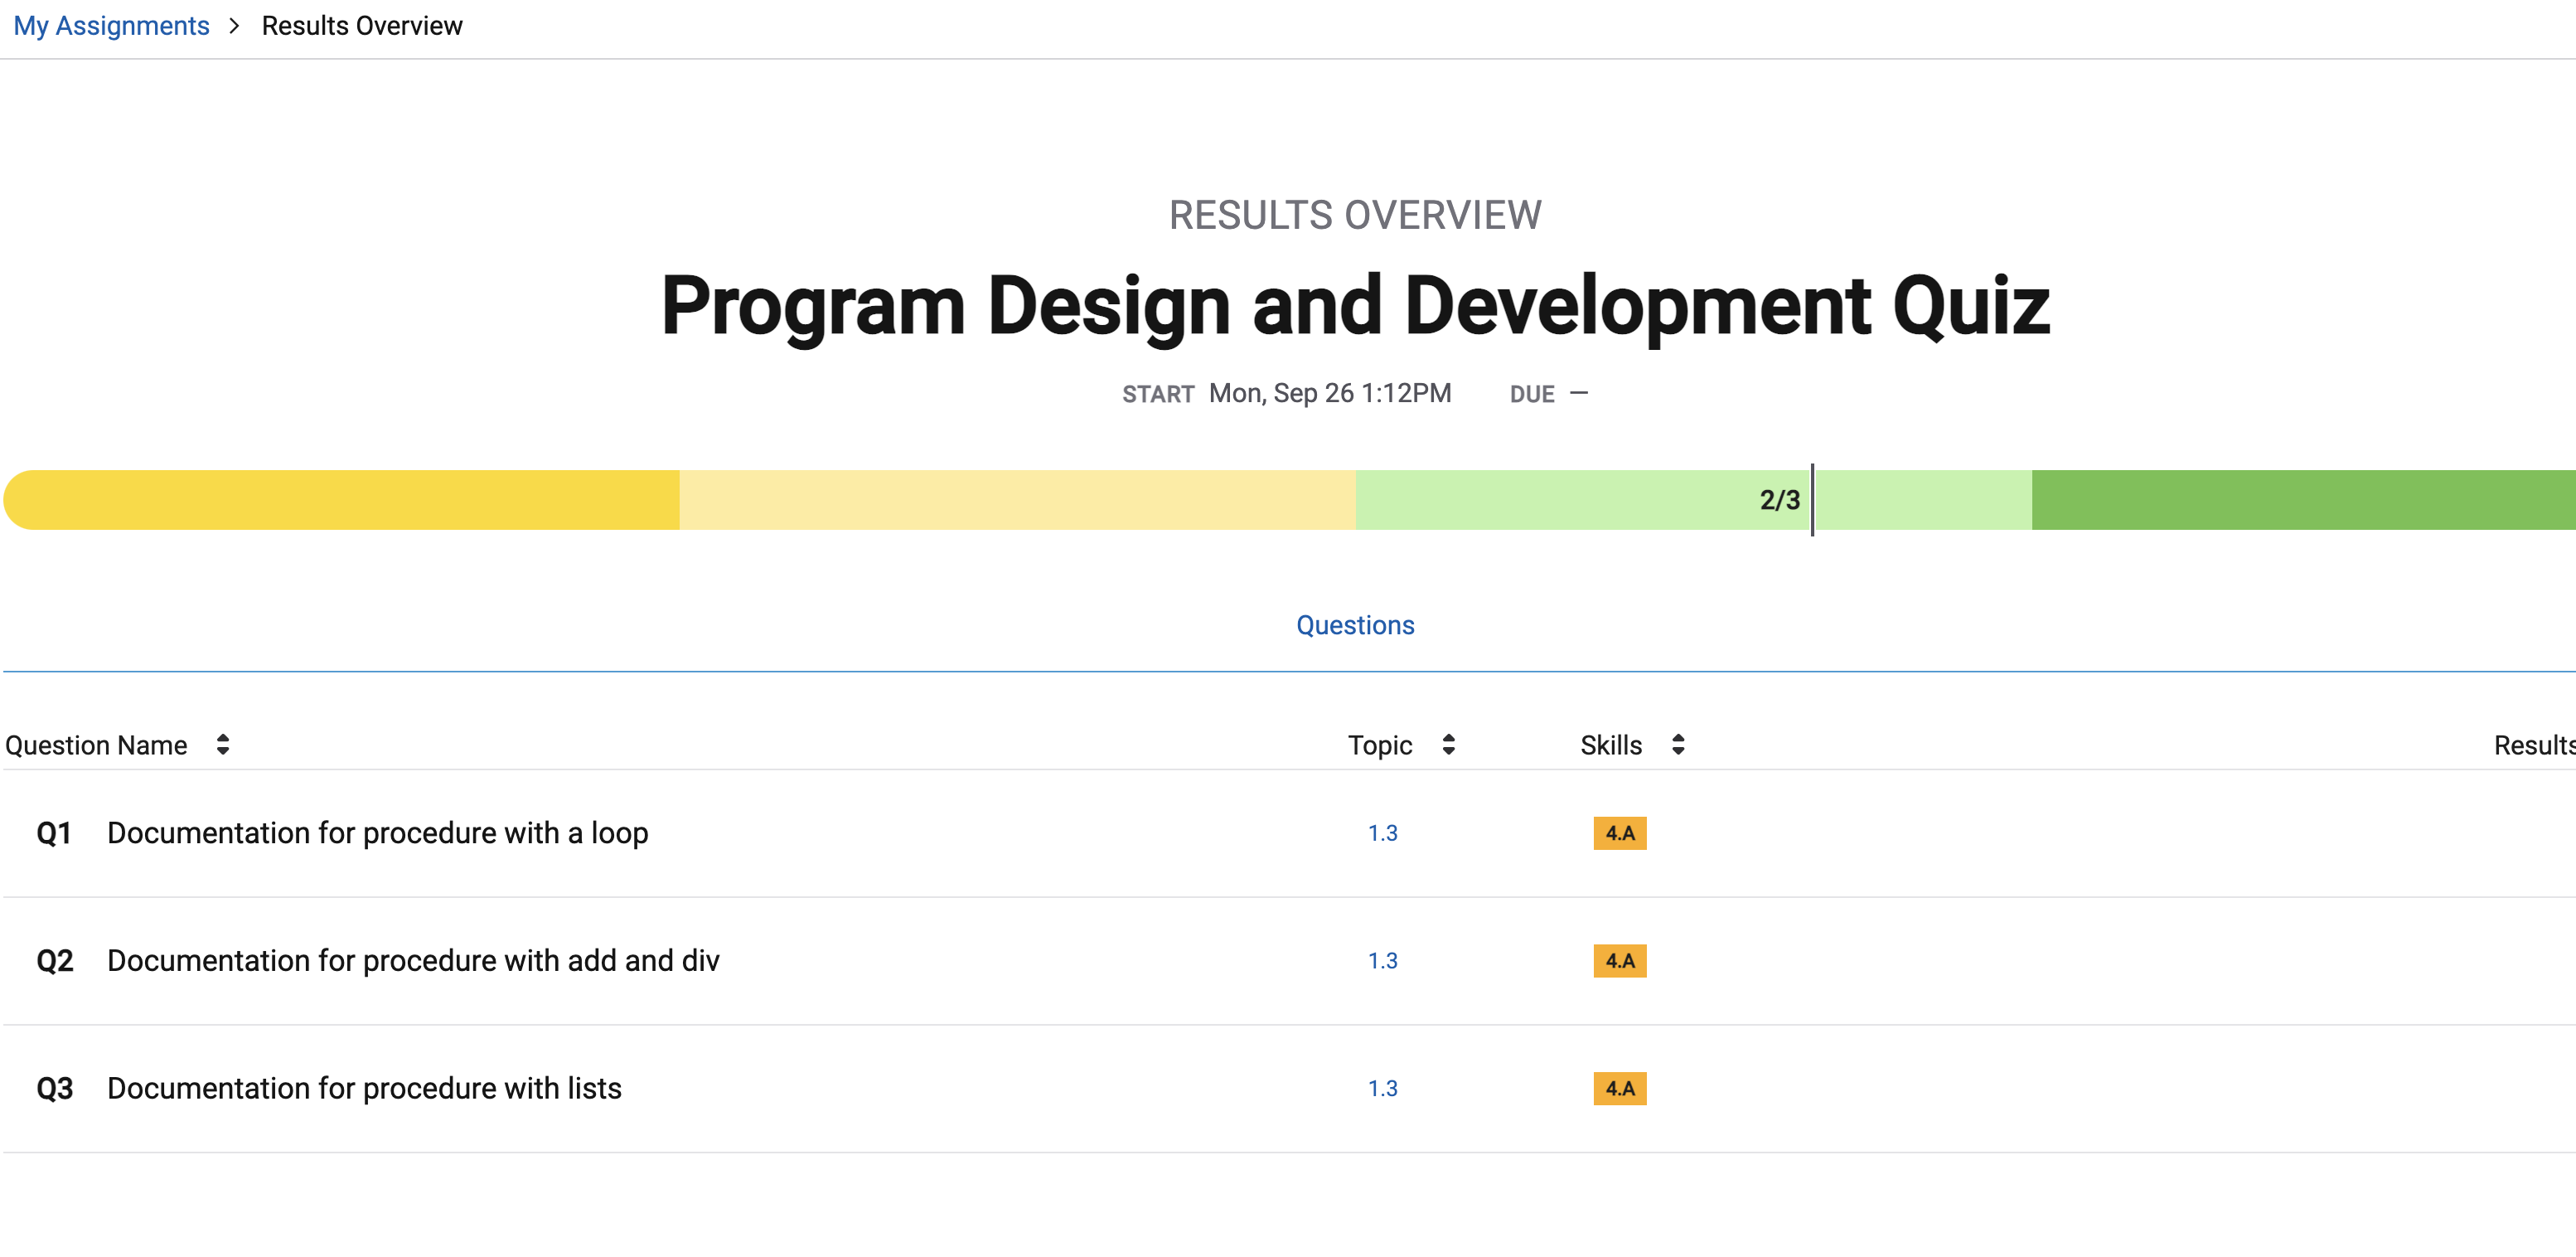 My Assignments > Results Overview
RESULTS OVERVIEW
Program Design and Development Quiz
START Mon, Sep 26 1:12PM DUE —
2/3
Questions
Question Name Topic Skills Results
Q1 Documentation for procedure with a loop 1.3 4.A
Q2 Documentation for procedure with add and div 1.3 4.A
Q3 Documentation for procedure with lists 1.3 4.A